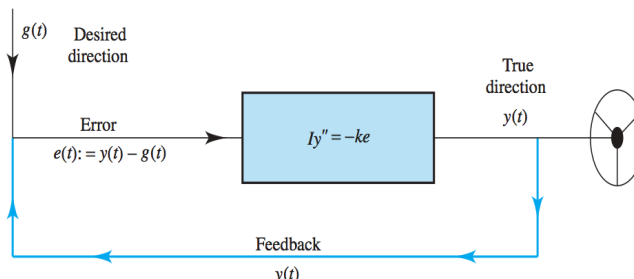 g(t)
Desired
direction
True
direction
y(t)
Error
e(t): = y(t) – g(t)
Iy" = –ke
Feedback
y(t)